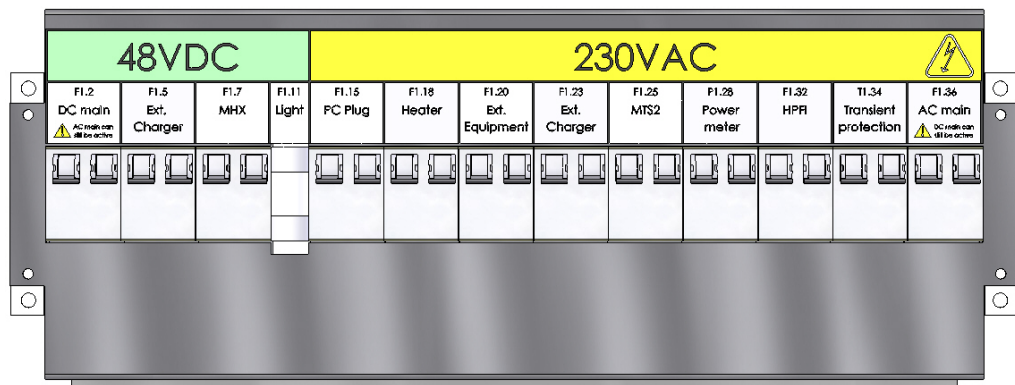 48VDC 230VAC
F1.2 F1.5 F1.7 F1.11 F1.15 F1.18 F1.20 F1.23 F1.25 F1.28 F1.32 T1.34 F1.36
DC main Ext. MHX Light PC Plug Heater Ext. Ext. MTS2 Power HPFI Transient AC main
Charger Equipment Charger meter protection
AC main can DC main can
still be active still be active